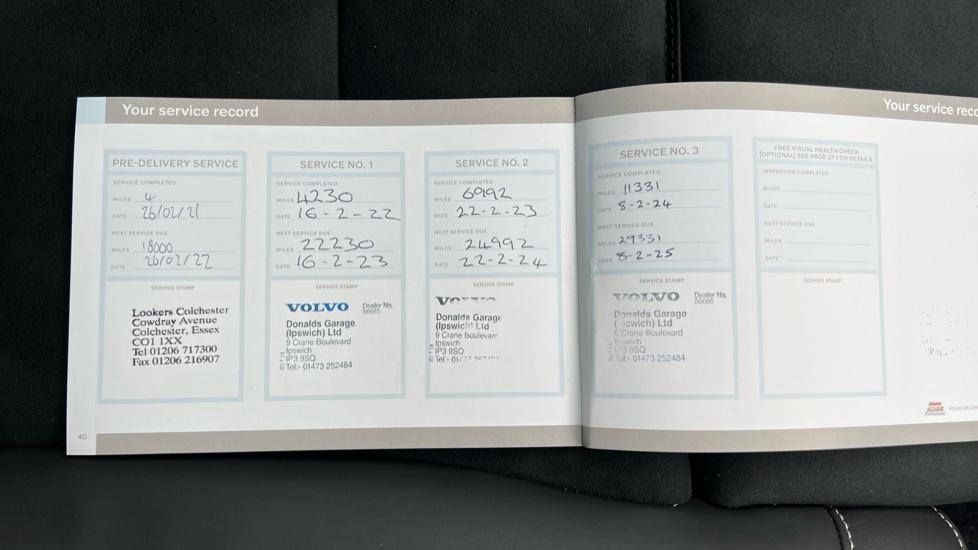 Your service record
PRE-DELIVERY SERVICE
SERVICE COMPLETED
MILES 4
DATE 26/02/21
NEXT SERVICE DUE
MILES 18000
DATE 26/02/22
SERVICE STAMP
Lookers Colchester
Cowdray Avenue
Colchester, Essex
CO1 1XX
Tel 01206 717300
Fax 01206 216907
40
SERVICE NO. 1
SERVICE COMPLETED
MILES 4230
DATE 16-2-22
NEXT SERVICE DUE
MILES 22230
DATE 16-2-23
SERVICE STAMP
VOLVO Dealer No.
Donalds Garage
(Ipswich) Ltd
9 Crane Boulevard
Ipswich
IP3 9SQ
Tel:- 01473 252484
SERVICE NO. 2
SERVICE COMPLETED
MILES 6992
DATE 22-2-23
NEXT SERVICE DUE
MILES 24992
DATE 22-2-24
SERVICE STAMP
Donalds Garage
(Ipswich) Ltd
9 Crane Boulevard
Ipswich
IP3 9SQ
Tel:-
Your service rec
SERVICE NO. 3
SERVICE COMPLETED
MILES 11331
DATE 8-2-24
NEXT SERVICE DUE
MILES 29331
DATE 8-2-25
SERVICE STAMP
VOLVO Dealer No.
Donalds Garage
Ltd
9 Crane Boulevard
Ipswich
IP3 9SQ
Tel:- 01473 252484
FREE VISUAL HEALTH CHECK
(OPTIONAL) SEE PAGE 37 FOR DETAILS
INSPECTION COMPLETED
MILES
DATE
NEXT SERVICE DUE
MILES
DATE
SERVICE STAMP
VOLVO RECOM